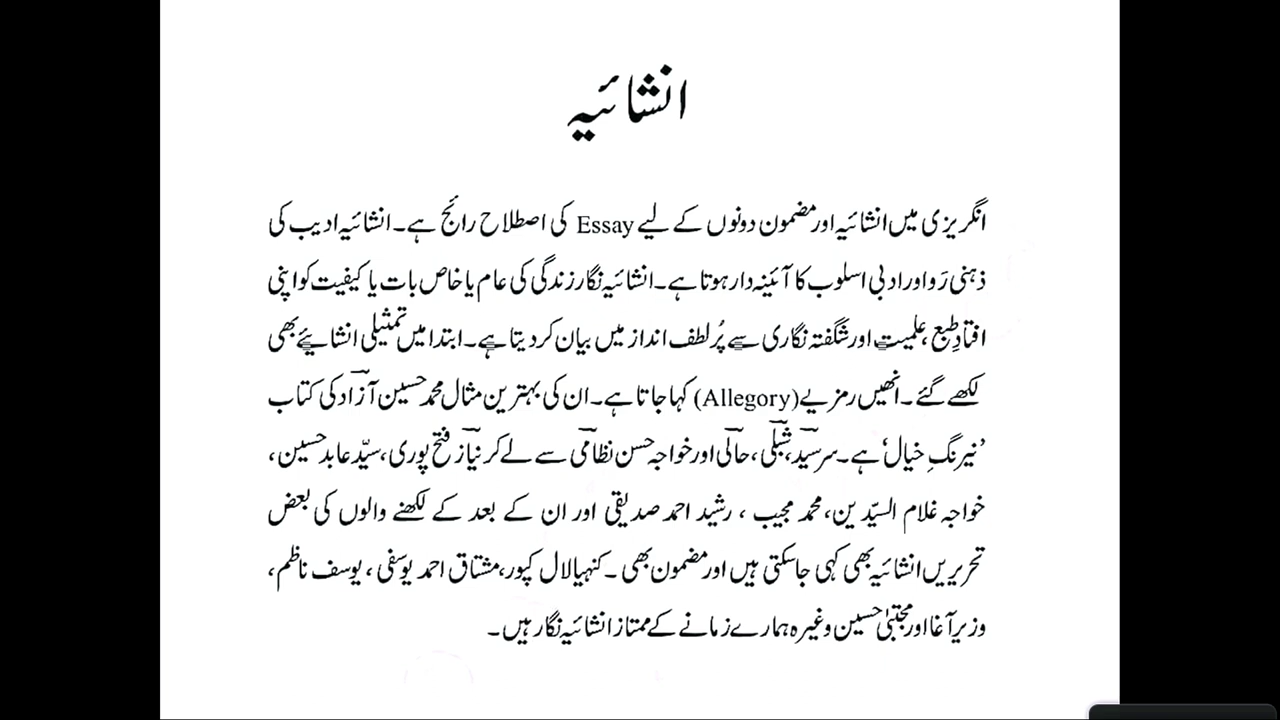 انشائیہ
انگریزی میں انشائیہ اور مضمون دونوں کے لیے Essay کی اصطلاح رائج ہے۔ انشائیہ ادیب کی
ذہنی رَو اور ادبی اسلوب کا آئینہ دار ہوتا ہے۔ انشائیہ نگار زندگی کی عام یا خاص بات یا کیفیت کو اپنی
افتادِ طبع، علمیت اور شگفتہ نگاری سے پُر لطف انداز میں بیان کر دیتا ہے۔ ابتدا میں تمثیلی انشائیے بھی
لکھے گئے۔ انھیں رمزیے (Allegory) کہا جاتا ہے۔ ان کی بہترین مثال محمد حسین آزاد کی کتاب
’نیرنگِ خیال‘ ہے۔ سرسید، شبلی، حالی اور خواجہ حسن نظامی سے لے کر نیاز فتح پوری، سیّد عابد حسین،
خواجہ غلام السیّدین، محمد مجیب، رشید احمد صدیقی اور ان کے بعد کے لکھنے والوں کی بعض
تحریریں انشائیہ بھی کہی جاسکتی ہیں اور مضمون بھی۔ کنہیا لال کپور، مشتاق احمد یوسفی، یوسف ناظم،
وزیر آغا اور مجتبیٰ حسین وغیرہ ہمارے زمانے کے ممتاز انشائیہ نگار ہیں۔